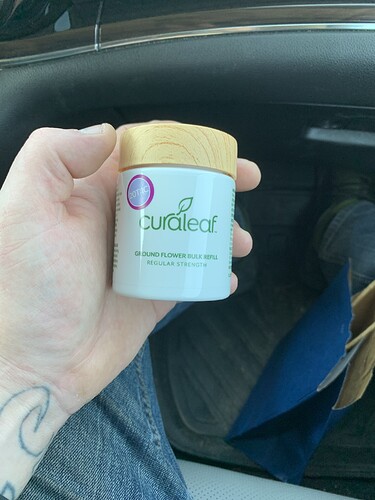 curaleaf
GROUND FLOWER BULK REFILL
REGULAR STRENGTH